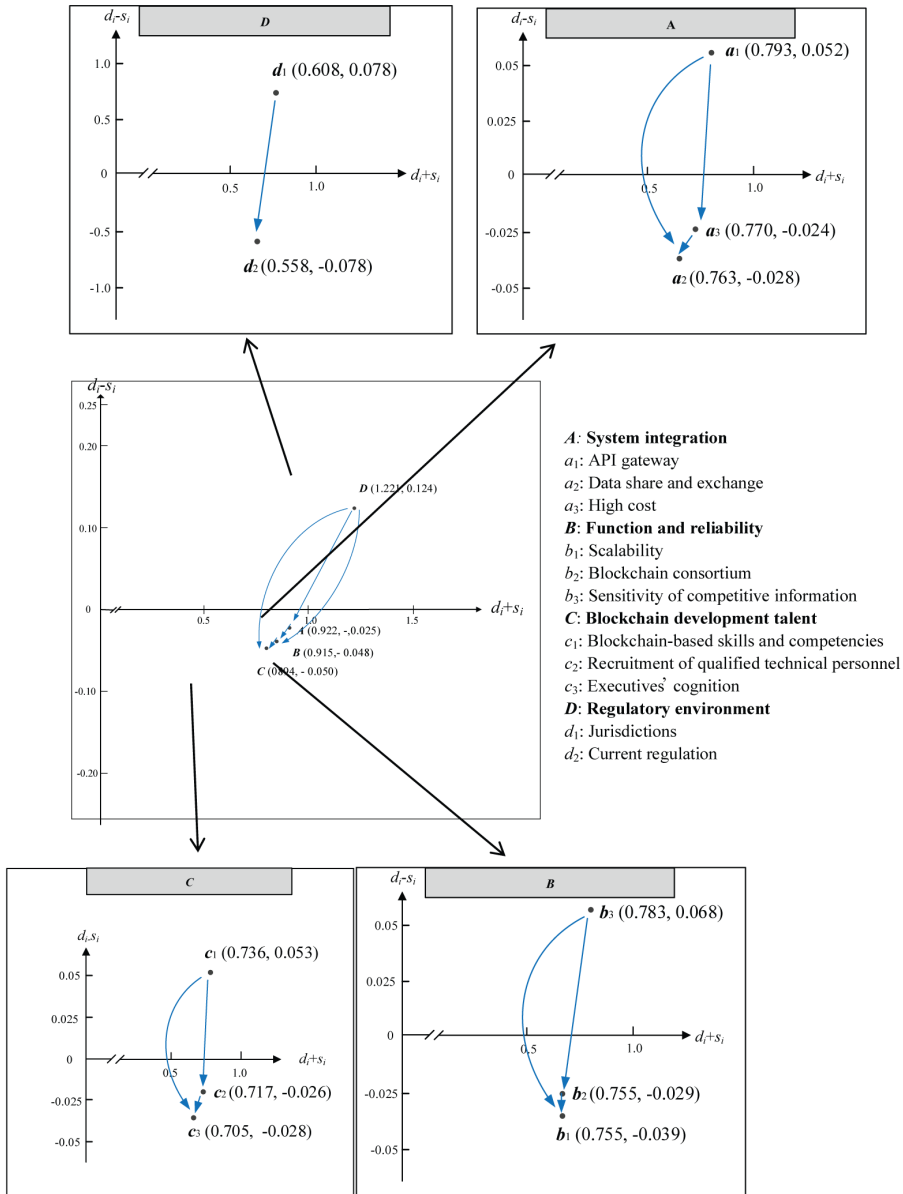 D
dᵢ-sᵢ
1.0
0.5
0
-0.5
-1.0
0.5
1.0
dᵢ+sᵢ
d₁ (0.608, 0.078)
d₂ (0.558, -0.078)
A
dᵢ-sᵢ
0.05
0.025
0
-0.025
-0.05
0.5
1.0
dᵢ+sᵢ
a₁ (0.793, 0.052)
a₃ (0.770, -0.024)
a₂ (0.763, -0.028)
dᵢ-sᵢ
0.25
0.20
0.10
0
-0.10
-0.20
0.5
1.0
1.5
dᵢ+sᵢ
D (1.221, 0.124)
A (0.922, -,0.025)
B (0.915,- 0.048)
C (0894, - 0.050)
A: System integration
a₁: API gateway
a₂: Data share and exchange
a₃: High cost
B: Function and reliability
b₁: Scalability
b₂: Blockchain consortium
b₃: Sensitivity of competitive information
C: Blockchain development talent
c₁: Blockchain-based skills and competencies
c₂: Recruitment of qualified technical personnel
c₃: Executives’ cognition
D: Regulatory environment
d₁: Jurisdictions
d₂: Current regulation
C
dᵢ-sᵢ
0.05
0.025
0
-0.025
-0.05
0.5
1.0
dᵢ+sᵢ
c₁ (0.736, 0.053)
c₂ (0.717, -0.026)
c₃ (0.705, -0.028)
B
dᵢ-sᵢ
0.05
0.025
0
-0.025
-0.05
0.5
1.0
dᵢ+sᵢ
b₃ (0.783, 0.068)
b₂ (0.755, -0.029)
b₁ (0.755, -0.039)